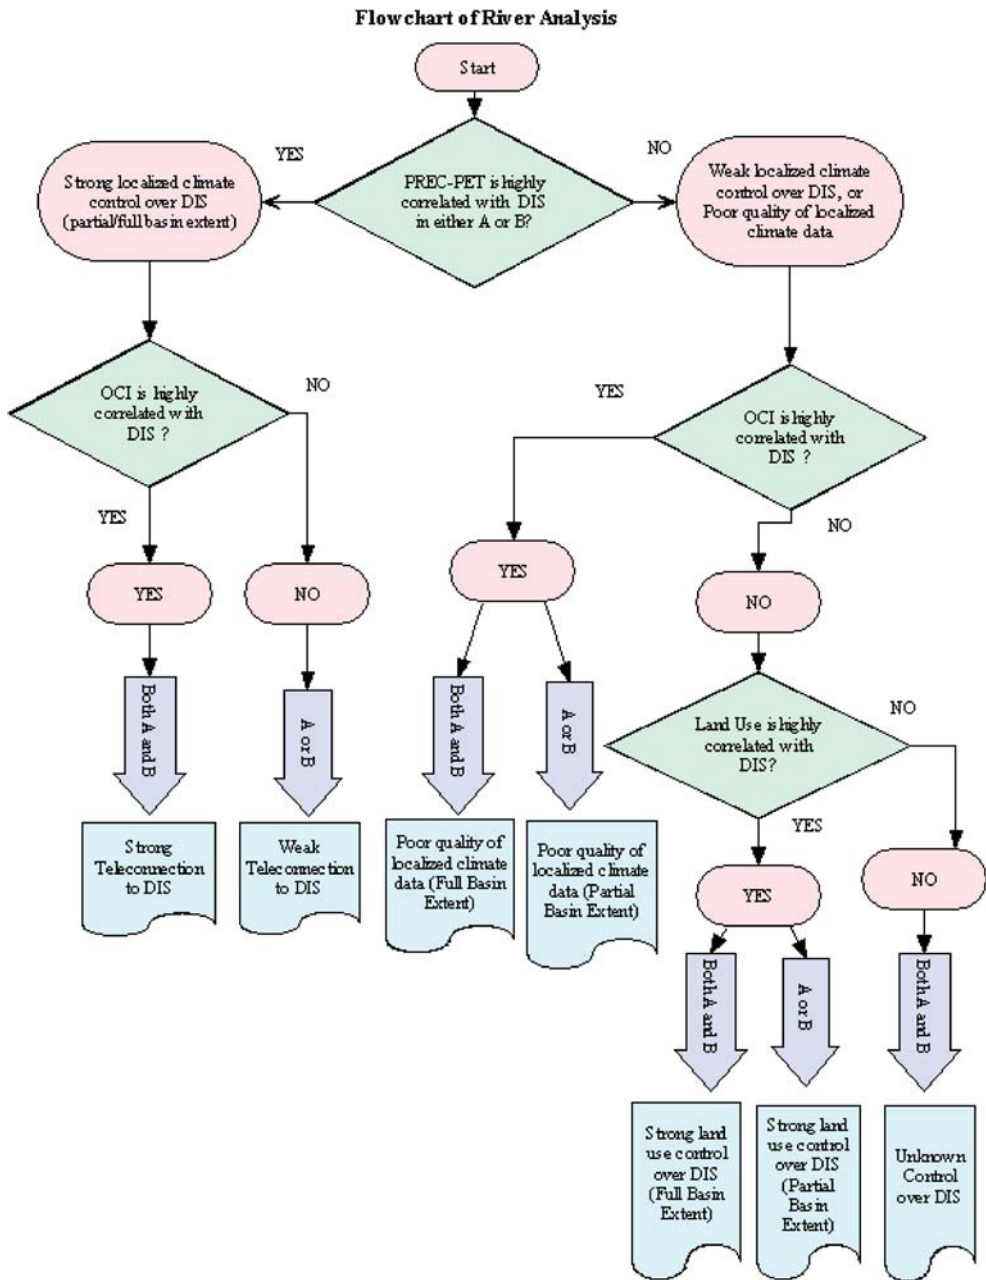 Flowchart of River Analysis
Start
YES
NO
PREC-PET is highly
correlated with DIS
in either A or B?
Strong localized climate
control over DIS
(partial/full basin extent)
Weak localized climate
control over DIS, or
Poor quality of localized
climate data
OCI is highly
correlated with
DIS ?
NO
YES
YES
OCI is highly
correlated with
DIS ?
NO
YES
NO
YES
NO
Both A and B
A or B
Both A and B
A or B
Land Use is highly
correlated with
DIS?
NO
YES
Strong
Teleconnection
to DIS
Weak
Teleconnection
to DIS
Poor quality of
localized climate
data (Full Basin
Extent)
Poor quality of
localized climate
data (Partial
Basin Extent)
YES
NO
Both A and B
A or B
Both A and B
Strong land
use control
over DIS
(Full Basin
Extent)
Strong land
use control
over DIS
(Partial
Basin
Extent)
Unknown
Control
over DIS